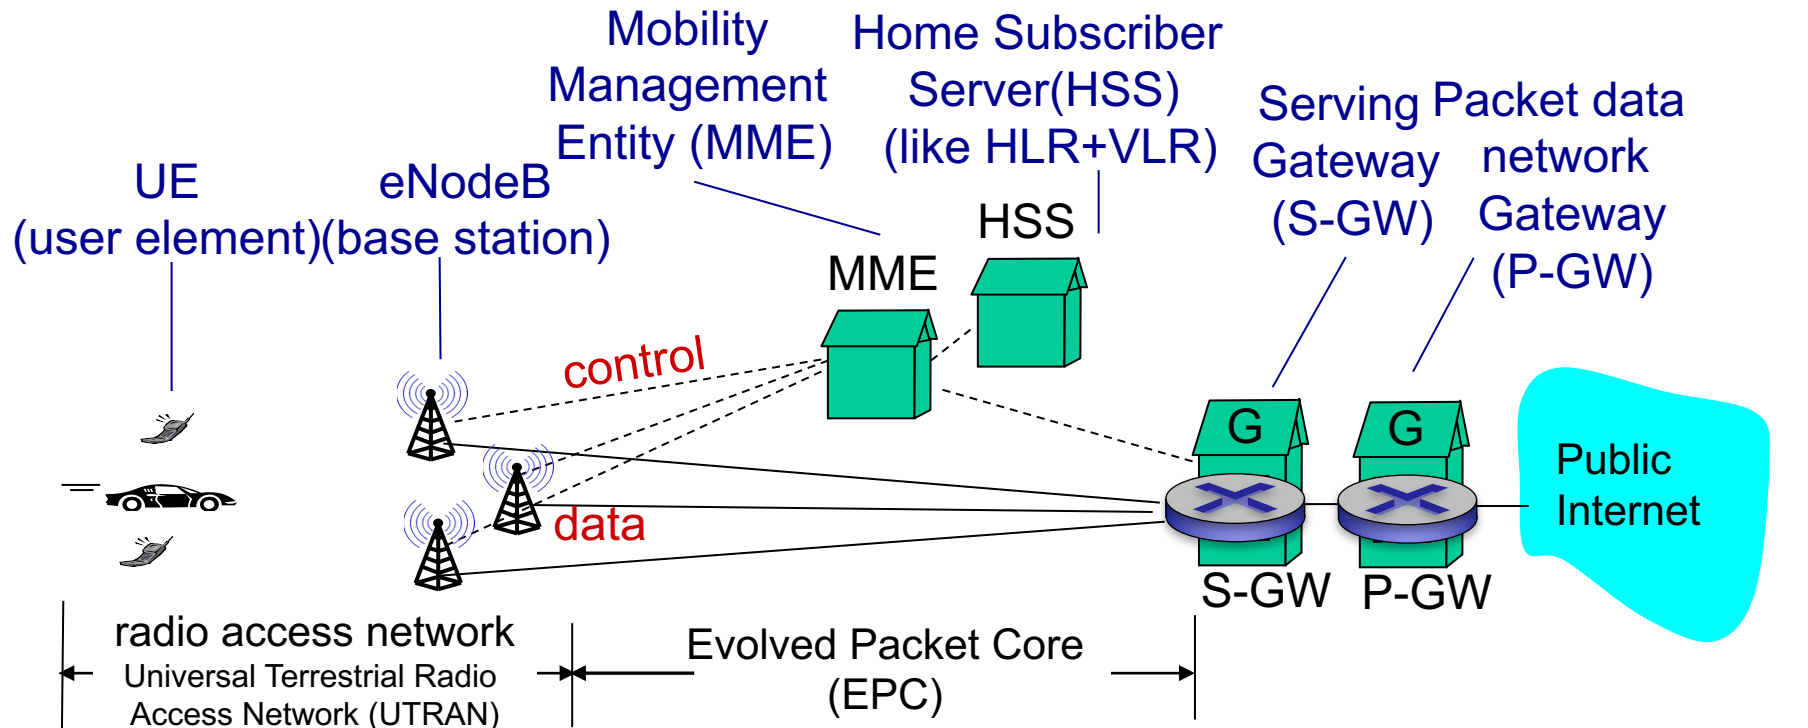 Mobility
Management
Entity (MME)
Home Subscriber
Server(HSS)
(like HLR+VLR)
Serving
Gateway
(S-GW)
Packet data
network
Gateway
(P-GW)
UE
(user element)
eNodeB
(base station)
HSS
MME
control
data
G
G
S-GW
P-GW
Public
Internet
radio access network
Universal Terrestrial Radio
Access Network (UTRAN)
Evolved Packet Core
(EPC)